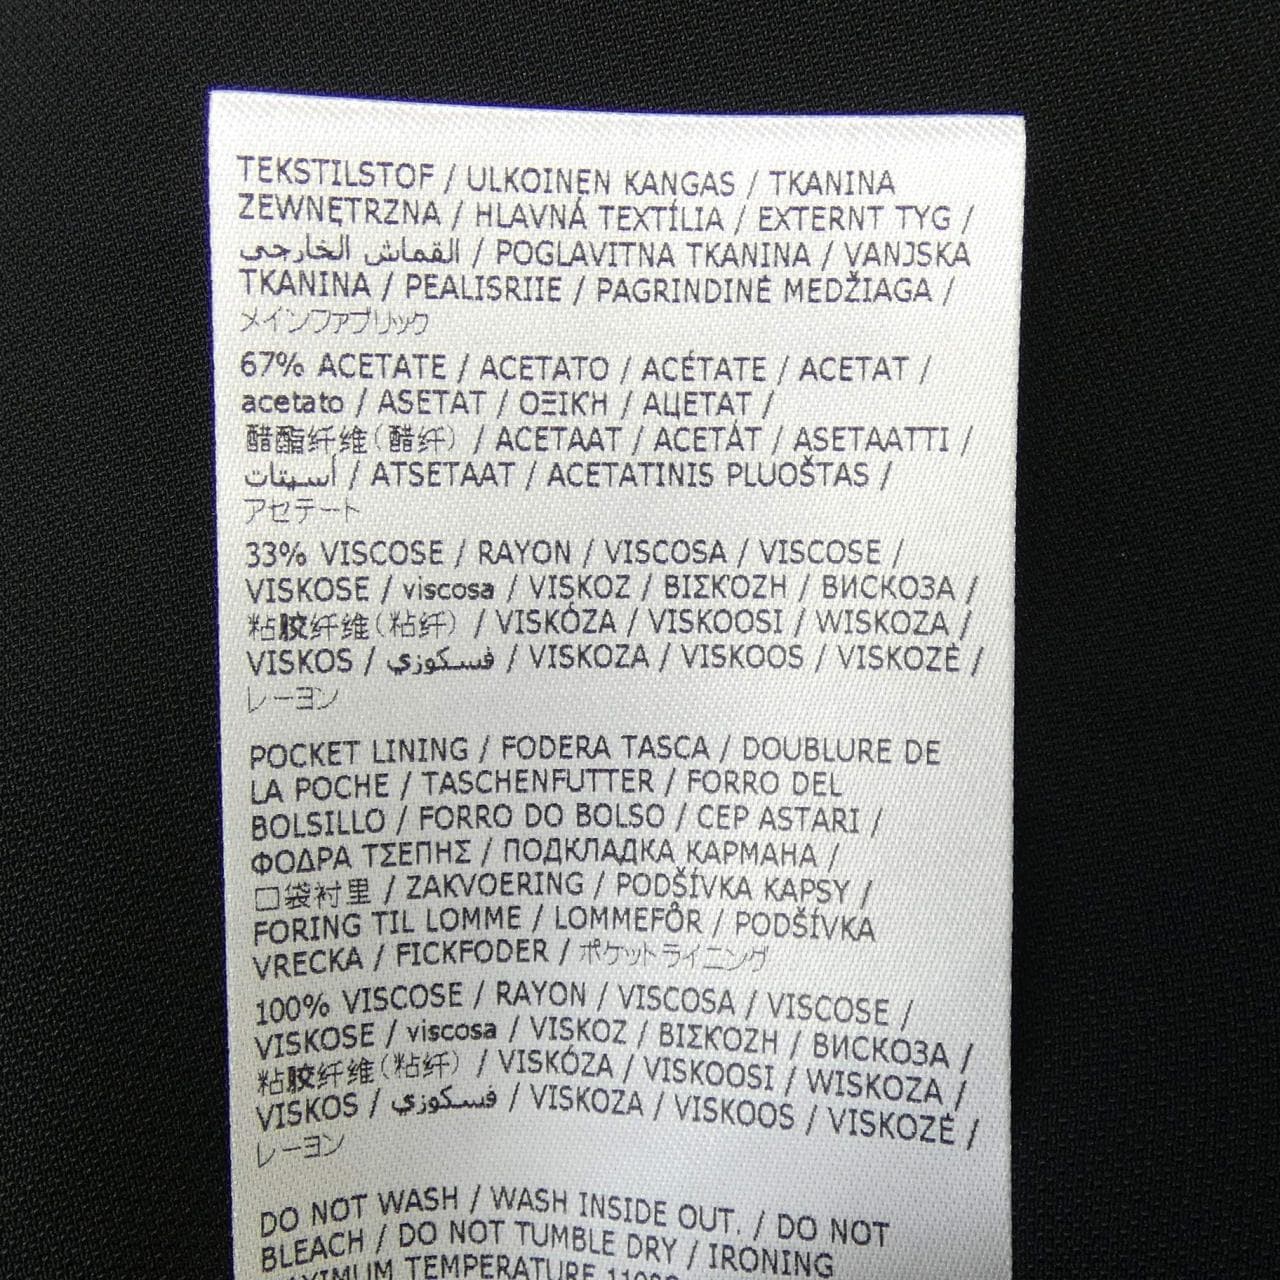 TEKSTILSTOF / ULKOINEN KANGAS / TKANINA
ZEWNĘTRZNA / HLAVNÁ TEXTÍLIA / EXTERNT TYG /
القماش الخارجي / POGLAVITNA TKANINA / VANJSKA
TKANINA / PEALISRIIE / PAGRINDINĖ MEDŽIAGA /
メインファブリック
67% ACETATE / ACETATO / ACÉTATE / ACETAT /
acetato / ASETAT / ΟΞΙΚΉ / АЦЕТАТ /
醋酯纤维(醋纤) / ACETAAT / ACETÁT / ASETAATTI /
أسيتات / ATSETAAT / ACETATINIS PLUOŠTAS /
アセテート
33% VISCOSE / RAYON / VISCOSA / VISCOSE /
VISKOSE / viscosa / VISKOZ / ΒΙΣΚΌΖΗ / ВИСКОЗА /
粘胶纤维(粘纤) / VISKÓZA / VISKOOSI / WISKOZA /
VISKOS / فسكوزي / VISKOZA / VISKOOS / VISKOZĖ /
レーヨン
POCKET LINING / FODERA TASCA / DOUBLURE DE
LA POCHE / TASCHENFUTTER / FORRO DEL
BOLSILLO / FORRO DO BOLSO / CEP ASTARI /
ΦΟΔΡΑ ΤΣΕΠΗΣ / ПОДКЛАДКА КАРМАНА /
口袋衬里 / ZAKVOERING / PODŠÍVKA KAPSY /
FORING TIL LOMME / LOMMEFÔR / PODŠÍVKA
VRECKA / FICKFODER / ポケットライニング
100% VISCOSE / RAYON / VISCOSA / VISCOSE /
VISKOSE / viscosa / VISKOZ / ΒΙΣΚΌΖΗ / ВИСКОЗА /
粘胶纤维(粘纤) / VISKÓZA / VISKOOSI / WISKOZA /
VISKOS / فسكوزي / VISKOZA / VISKOOS / VISKOZĖ /
レーヨン
DO NOT WASH / WASH INSIDE OUT. / DO NOT
BLEACH / DO NOT TUMBLE DRY / IRONING
MAXIMUM TEMPERATURE